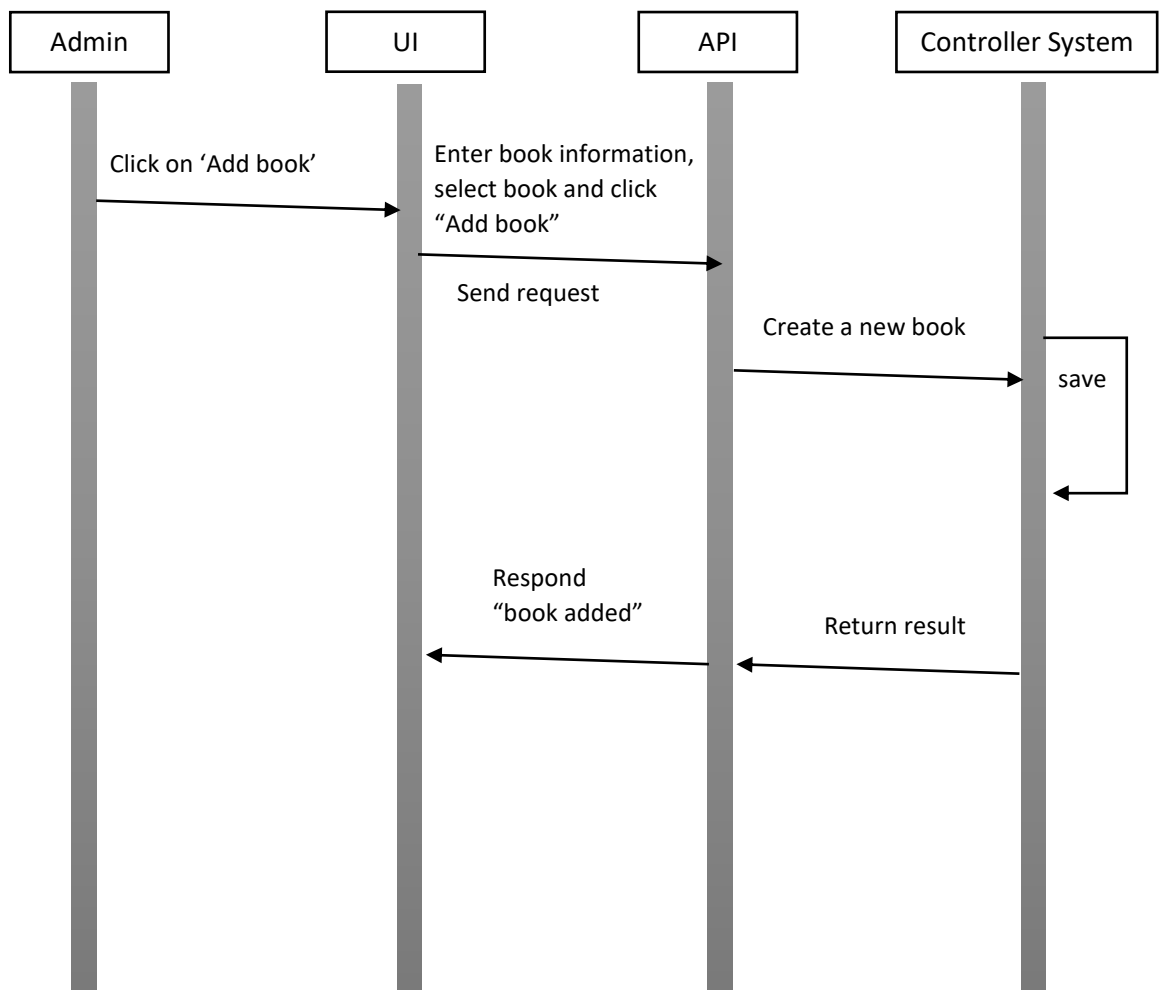 Admin
UI
API
Controller System
Click on ‘Add book’
Enter book information,
select book and click
“Add book”
Send request
Create a new book
save
Respond
“book added”
Return result